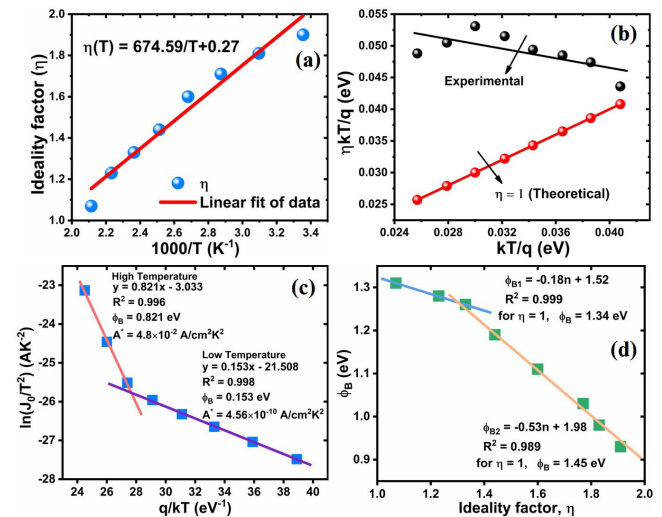 2.0
1.8
1.6
1.4
1.2
1.0
Ideality factor (η)
η(T) = 674.59/T+0.27
(a)
η
Linear fit of data
2.0 2.2 2.4 2.6 2.8 3.0 3.2 3.4
1000/T (K⁻¹)
0.055
0.050
0.045
0.040
0.035
0.030
0.025
ηkT/q (eV)
(b)
Experimental
η = 1 (Theoretical)
0.024 0.028 0.032 0.036 0.040
kT/q (eV)
-23
-24
-25
-26
-27
-28
ln(J₀/T²) (AK⁻²)
High Temperature
y = 0.821x - 3.033
R² = 0.996
ϕ_B = 0.821 eV
A* = 4.8×10⁻² A/cm²K²
(c)
Low Temperature
y = 0.153x - 21.508
R² = 0.998
ϕ_B = 0.153 eV
A* = 4.56×10⁻¹⁰ A/cm²K²
24 26 28 30 32 34 36 38 40
q/kT (eV⁻¹)
1.4
1.3
1.2
1.1
1.0
0.9
ϕ_B (eV)
ϕ_B1 = -0.18n + 1.52
R² = 0.999
for η = 1, ϕ_B = 1.34 eV
(d)
ϕ_B2 = -0.53n + 1.98
R² = 0.989
for η = 1, ϕ_B = 1.45 eV
1.0 1.2 1.4 1.6 1.8 2.0
Ideality factor, η